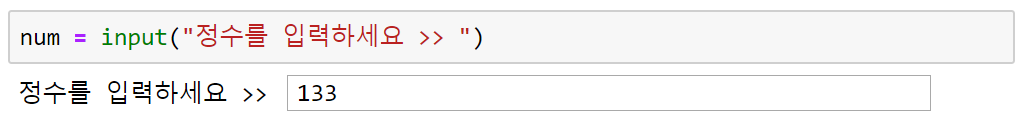 num = input("정수를 입력하세요 >> ")
정수를 입력하세요 >> 133